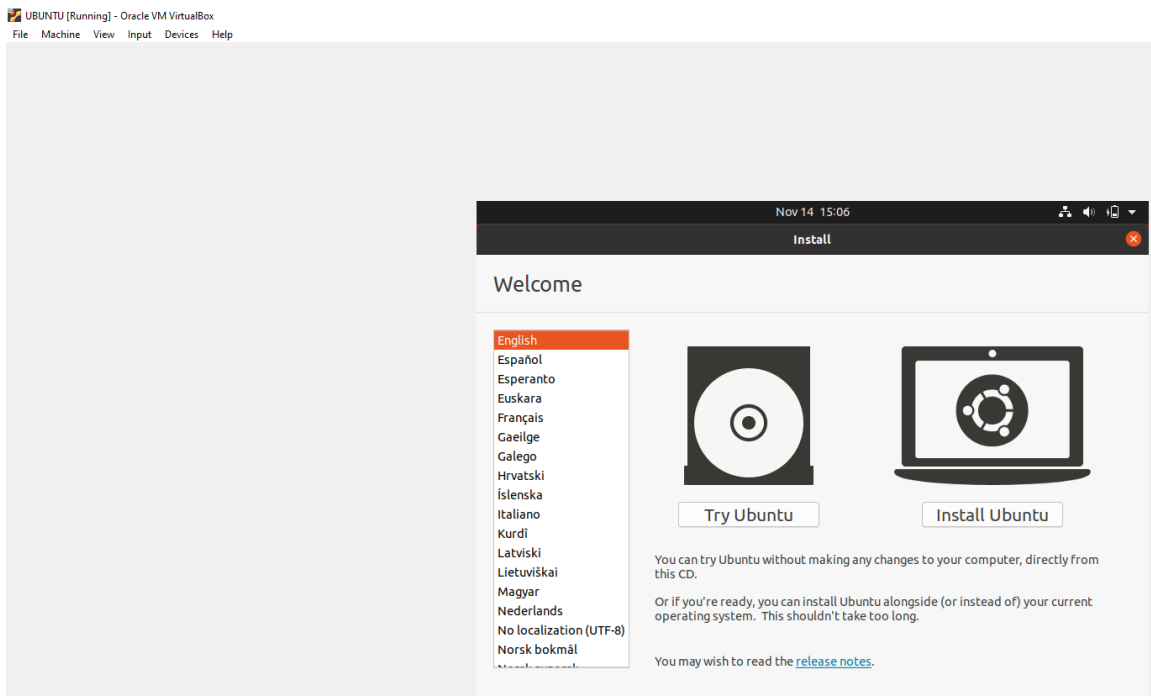 UBUNTU [Running] - Oracle VM VirtualBox
File Machine View Input Devices Help
Nov 14 15:06
Install
Welcome
English
Español
Esperanto
Euskara
Français
Gaeilge
Galego
Hrvatski
Íslenska
Italiano
Kurdî
Latviski
Lietuviškai
Magyar
Nederlands
No localization (UTF-8)
Norsk bokmål
Try Ubuntu
Install Ubuntu
You can try Ubuntu without making any changes to your computer, directly from
this CD.
Or if you're ready, you can install Ubuntu alongside (or instead of) your current
operating system. This shouldn't take too long.
You may wish to read the release notes.